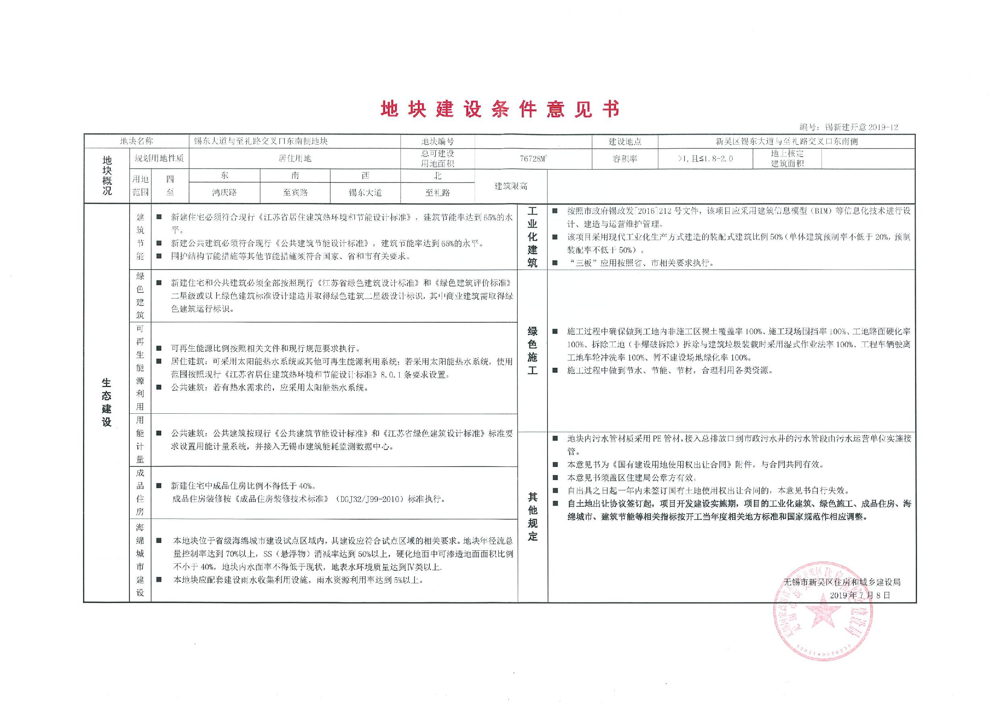 地块建设条件意见书
编号：锡新建开意2019-12
地块名称
锡东大道与至礼路交叉口东南侧地块
地块编号
建设地点
新吴区锡东大道与至礼路交叉口东南侧
地块概况
规划用地性质
居住用地
总可建设
用地面积
76728M²
容积率
>1,且≤1.8-2.0
地上核定
建筑面积
用地
范围
四
至
东
南
西
北
鸿庆路
至宾路
锡东大道
至礼路
建筑限高
生态建设
建筑节能
■ 新建住宅必须符合现行《江苏省居住建筑热环境和节能设计标准》，建筑节能率达到65%的水
平。
■ 新建公共建筑必须符合现行《公共建筑节能设计标准》，建筑节能率达到65%的水平。
■ 围护结构节能措施等其他节能措施须符合国家、省和市有关要求。
绿色建筑
■ 新建住宅和公共建筑必须全部按照现行《江苏省绿色建筑设计标准》和《绿色建筑评价标准》
二星级或以上绿色建筑标准设计建造并取得绿色建筑二星级设计标识，其中商业建筑需取得绿
色建筑运行标识。
可再生能源利用
■ 可再生能源比例按照相关文件和现行规范要求执行。
■ 居住建筑：可采用太阳能热水系统或其他可再生能源利用系统；若采用太阳能热水系统，使用
范围按照现行《江苏省居住建筑热环境和节能设计标准》8.0.1条要求设置。
■ 公共建筑：若有热水需求的，应采用太阳能热水系统。
用能计量
■ 公共建筑：公共建筑按现行《公共建筑节能设计标准》和《江苏省绿色建筑设计标准》标准要
求设置用能计量系统，并接入无锡市建筑能耗监测数据中心。
成品住房
■ 新建住宅中成品住房比例不得低于40%。
成品住房装修按《成品住房装修技术标准》（DGJ32/J99-2010）标准执行。
海绵城市建设
■ 本地块位于省级海绵城市建设试点区域内，其建设应符合试点区域的相关要求。地块年径流总
量控制率达到70%以上，SS（悬浮物）消减率达到50%以上，硬化地面中可渗透地面面积比例
不小于40%，地块内水面率不得低于现状，地表水环境质量达到Ⅳ类以上.
■ 本地块应配套建设雨水收集利用设施，雨水资源利用率达到5%以上。
工业化建筑
■ 按照市政府锡政发[2016]212号文件，该项目应采用建筑信息模型（BIM）等信息化技术进行设
计、建造与运营维护管理。
■ 该项目采用现代工业化生产方式建造的装配式建筑比例50%（单体建筑预制率不低于20%，预制
装配率不低于50%）。
■ “三板”应用按照省、市相关要求执行。
绿色施工
■ 施工过程中确保做到工地内非施工区裸土覆盖率100%、施工现场围挡率100%、工地路面硬化率
100%、拆除工地（非爆破拆除）拆除与建筑垃圾装载时采用湿式作业法率100%、工程车辆驶离
工地车轮冲洗率100%、暂不建设场地绿化率100%。
■ 施工过程中做到节水、节能、节材，合理利用各类资源。
其他规定
■ 地块内污水管材质采用PE管材,接入总排放口到市政污水井的污水管段由污水运营单位实施接
管。
■ 本意见书为《国有建设用地使用权出让合同》附件，与合同共同有效。
■ 本意见书须盖区住建局公章方有效。
■ 自出具之日起一年内未签订国有土地使用权出让合同的，本意见书自行失效。
■ 自土地出让协议签订起，项目开发建设实施期，项目的工业化建筑、绿色施工、成品住房、海
绵城市、建筑节能等相关指标按开工当年度相关地方标准和国家规范作相应调整。
无锡市新吴区住房和城乡建设局
2019年7月8日